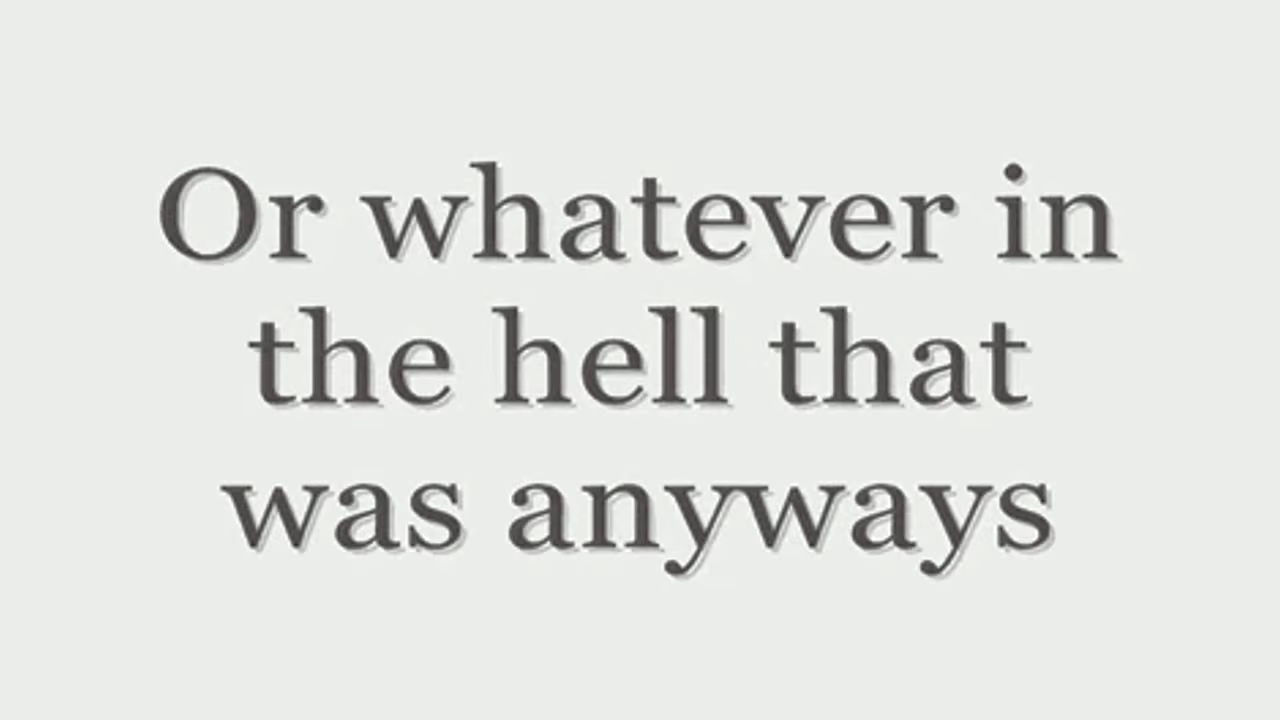 Or whatever in
the hell that
was anyways